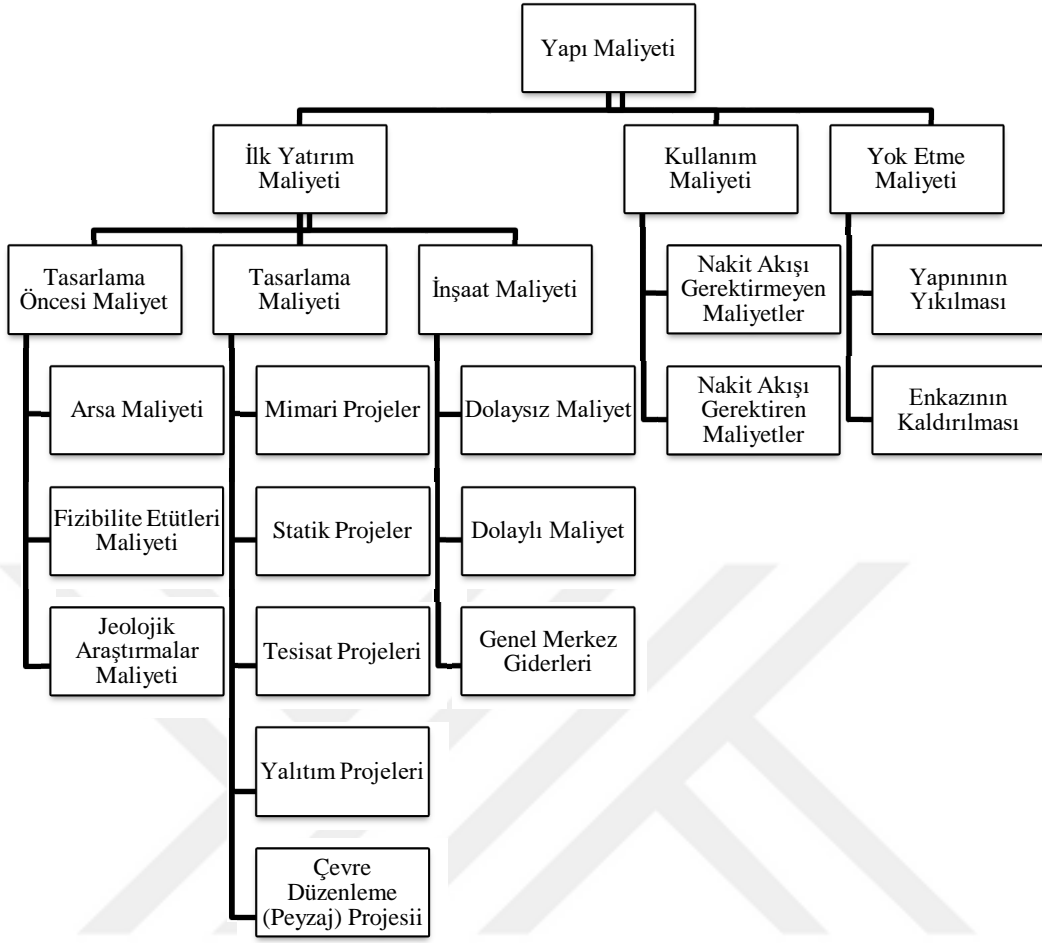 Yapı Maliyeti
İlk Yatırım
Maliyeti
Kullanım
Maliyeti
Yok Etme
Maliyeti
Tasarlama
Öncesi Maliyet
Tasarlama
Maliyeti
İnşaat Maliyeti
Nakit Akışı
Gerektirmeyen
Maliyetler
Yapınının
Yıkılması
Arsa Maliyeti
Mimari Projeler
Dolaysız Maliyet
Nakit Akışı
Gerektiren
Maliyetler
Enkazının
Kaldırılması
Fizibilite Etütleri
Maliyeti
Statik Projeler
Dolaylı Maliyet
Jeolojik
Araştırmalar
Maliyeti
Tesisat Projeleri
Genel Merkez
Giderleri
Yalıtım Projeleri
Çevre
Düzenleme
(Peyzaj) Projesii